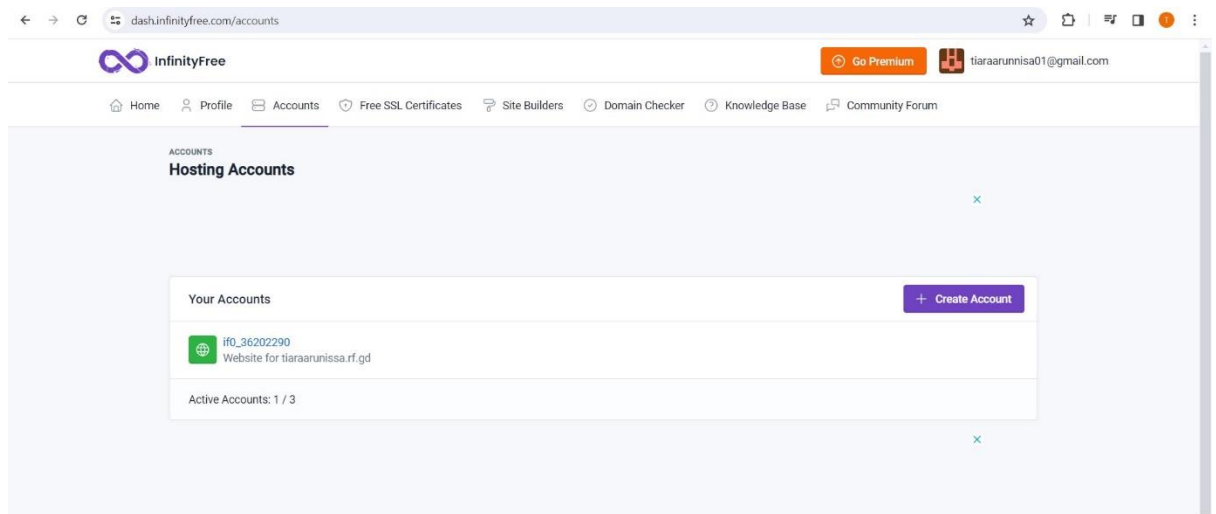 dash.infinityfree.com/accounts
T
InfinityFree
Go Premium
tiaraarunnisa01@gmail.com
Home Profile Accounts Free SSL Certificates Site Builders Domain Checker Knowledge Base Community Forum
ACCOUNTS
Hosting Accounts
Your Accounts
+ Create Account
if0_36202290
Website for tiaraarunissa.rf.gd
Active Accounts: 1 / 3